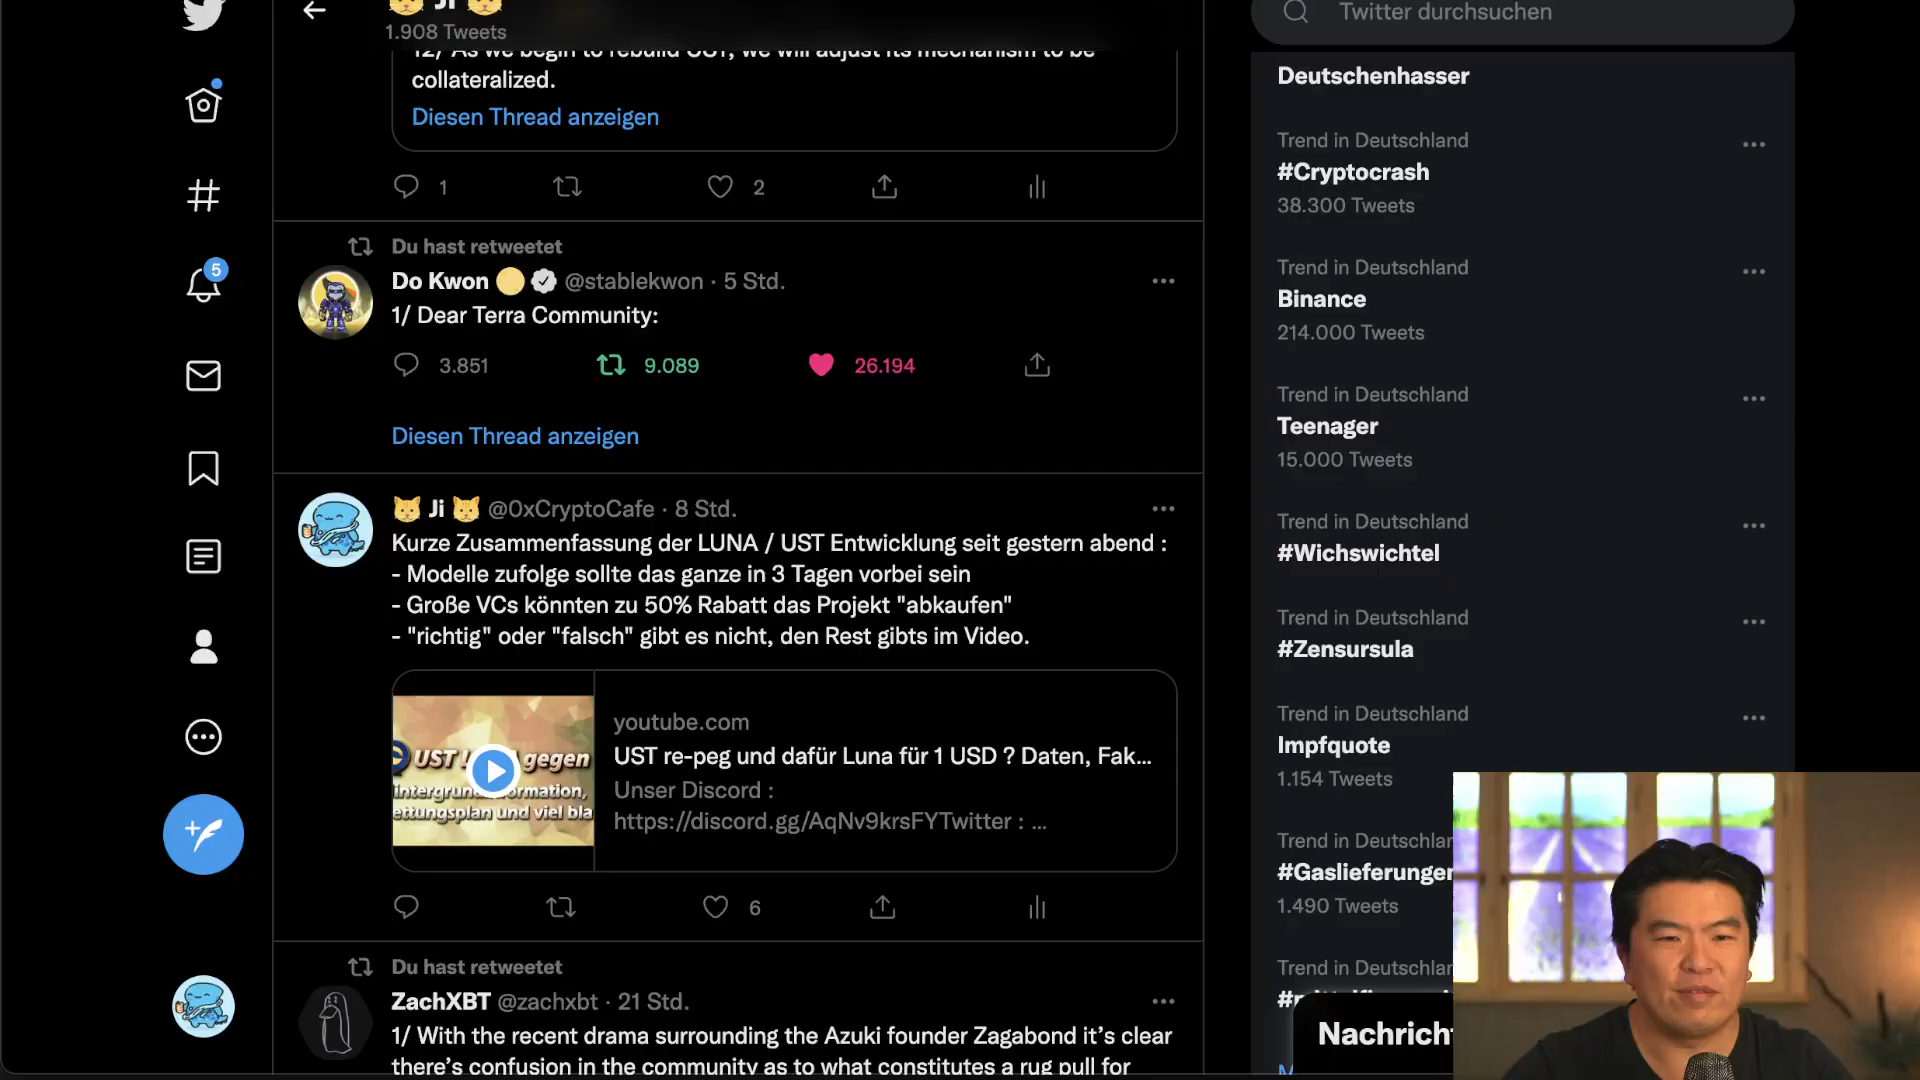 Ji
1.908 Tweets
12/ As we begin to rebuild UST, we will adjust its mechanism to be
collateralized.
Diesen Thread anzeigen
1
2
Du hast retweetet
Do Kwon @stablekwon · 5 Std.
1/ Dear Terra Community:
3.851
9.089
26.194
Diesen Thread anzeigen
Ji @0xCryptoCafe · 8 Std.
Kurze Zusammenfassung der LUNA / UST Entwicklung seit gestern abend :
- Modelle zufolge sollte das ganze in 3 Tagen vorbei sein
- Große VCs könnten zu 50% Rabatt das Projekt "abkaufen"
- "richtig" oder "falsch" gibt es nicht, den Rest gibts im Video.
UST L gegen
intergrun ormation,
ettungsplan und viel bla
youtube.com
UST re-peg und dafür Luna für 1 USD ? Daten, Fak...
Unser Discord :
https://discord.gg/AqNv9krsFYTwitter : ...
6
Du hast retweetet
ZachXBT @zachxbt · 21 Std.
1/ With the recent drama surrounding the Azuki founder Zagabond it's clear
there's confusion in the community as to what constitutes a rug pull for
5
Twitter durchsuchen
Deutschenhasser
Trend in Deutschland
#Cryptocrash
38.300 Tweets
Trend in Deutschland
Binance
214.000 Tweets
Trend in Deutschland
Teenager
15.000 Tweets
Trend in Deutschland
#Wichswichtel
Trend in Deutschland
#Zensursula
Trend in Deutschland
Impfquote
1.154 Tweets
Trend in Deutschlar
#Gaslieferunger
1.490 Tweets
Trend in Deutschlar
Nachricht